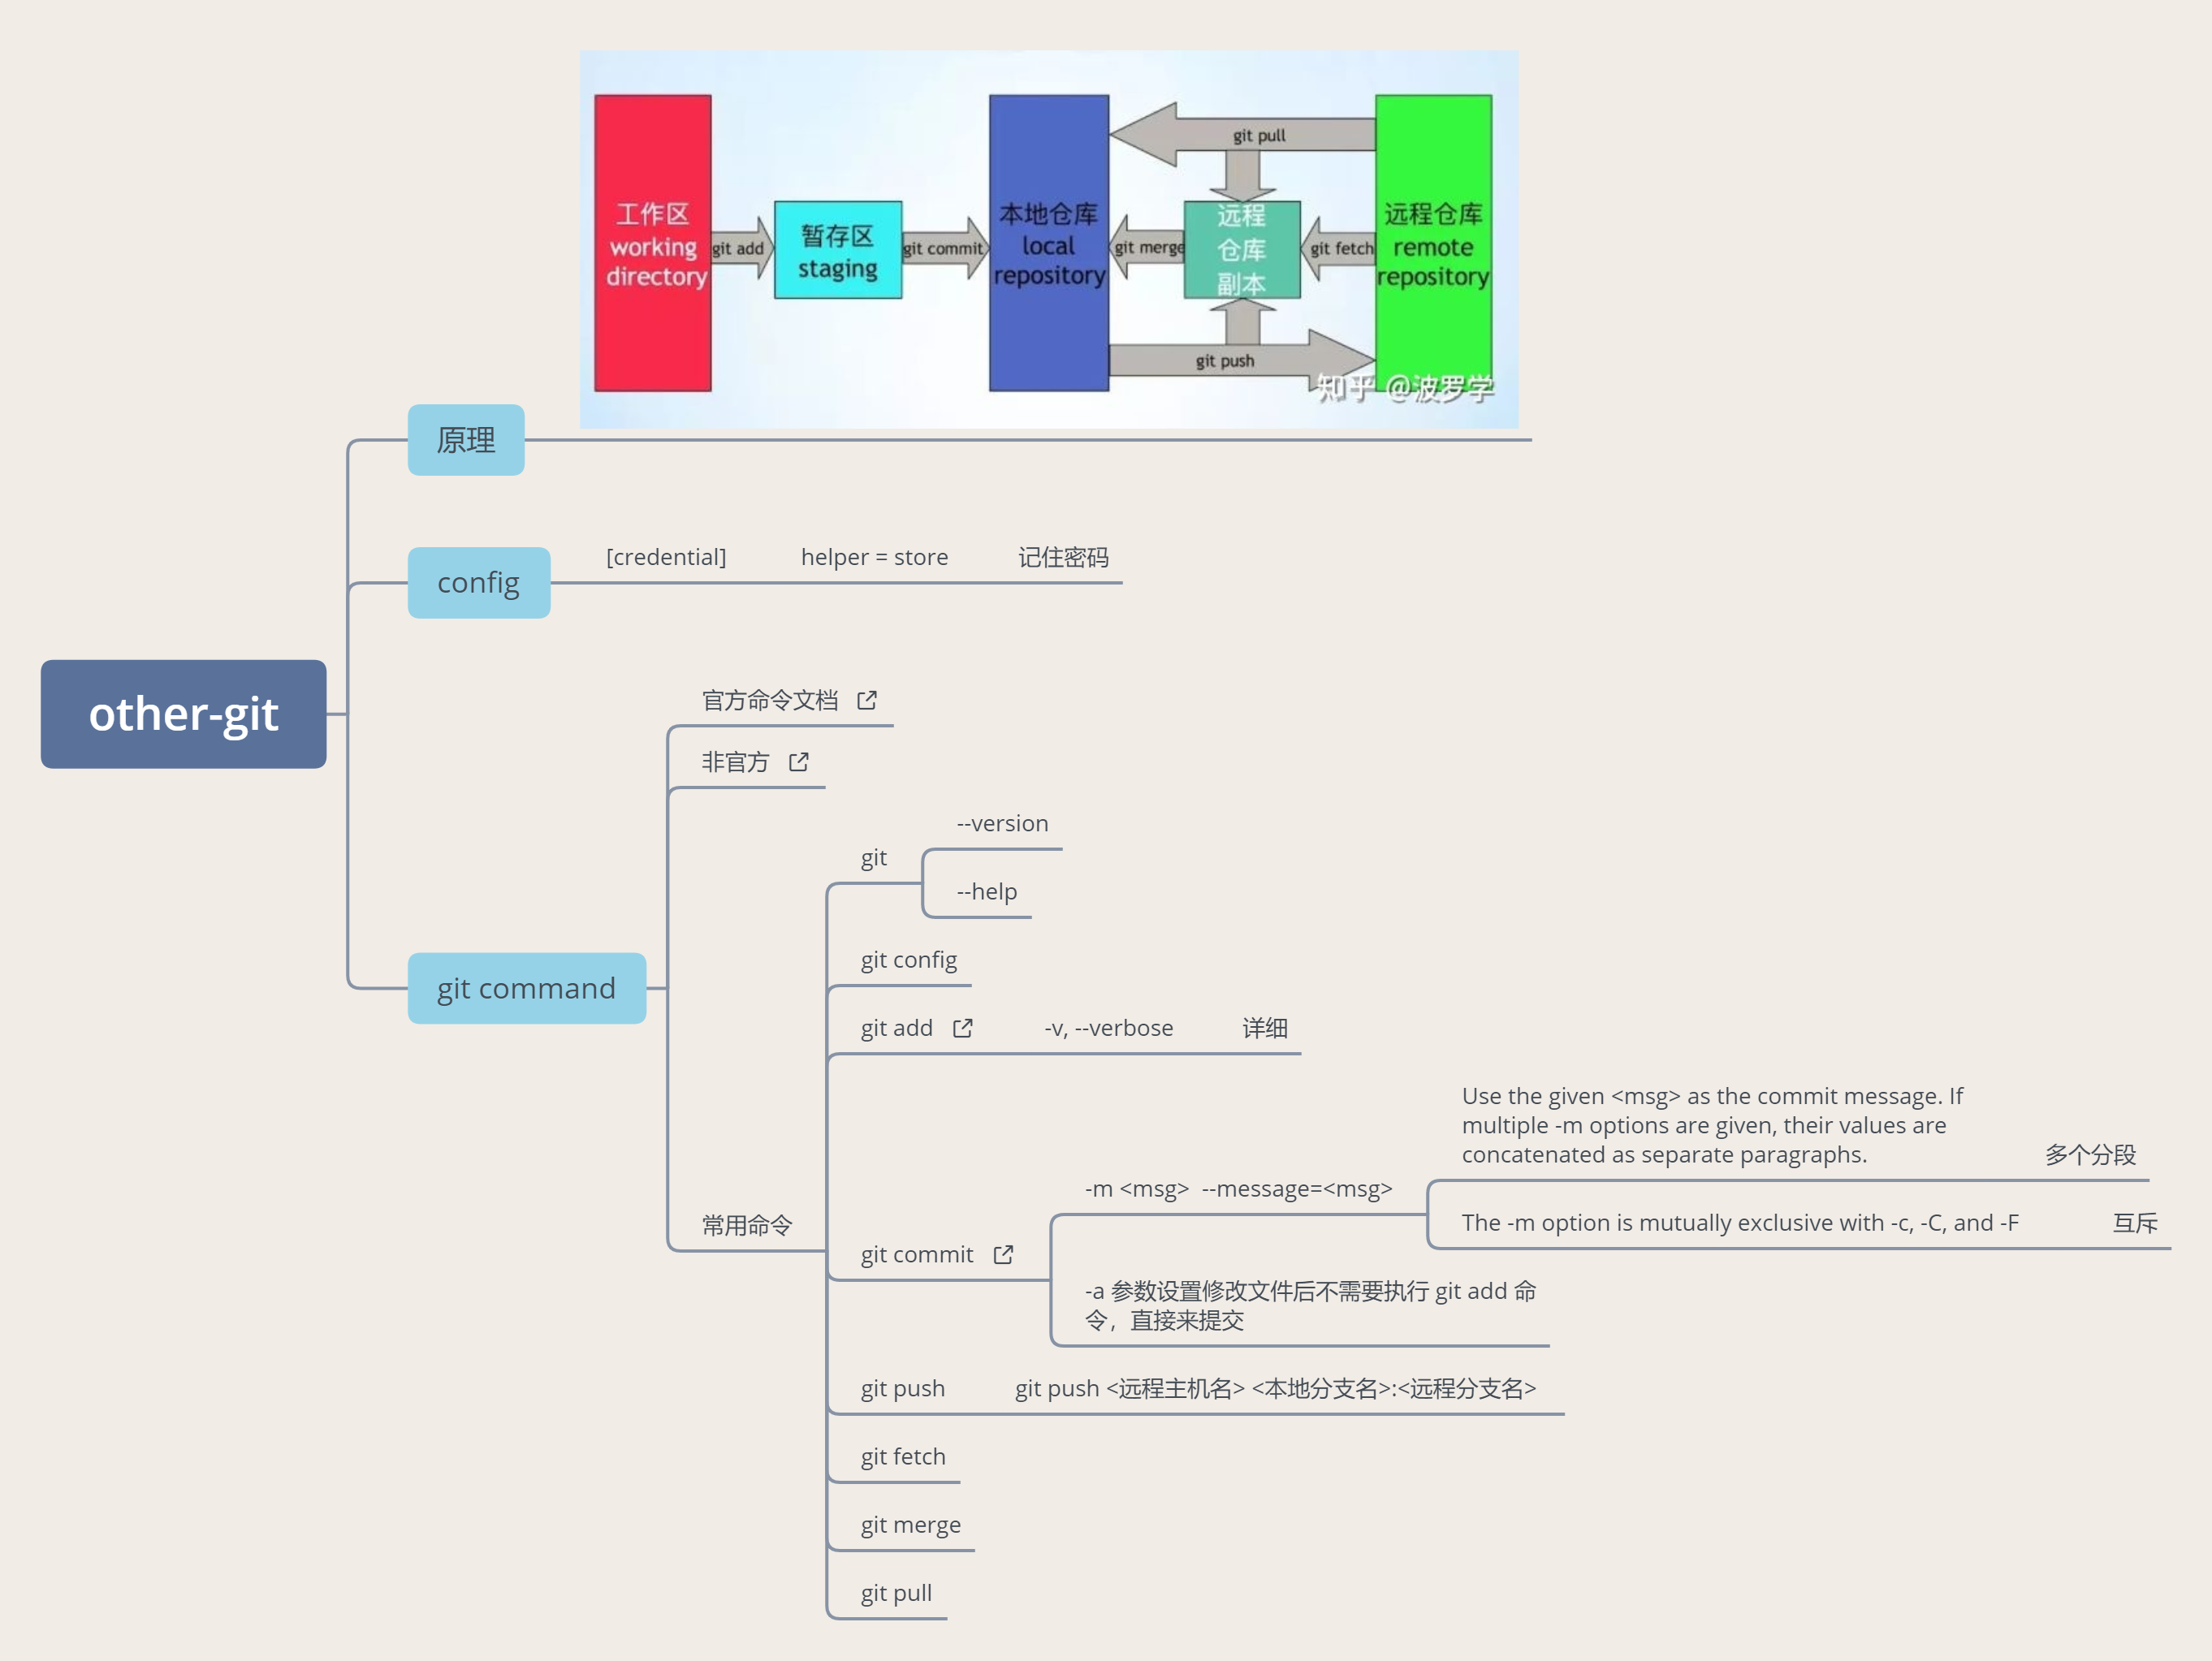 工作区
working
directory
git add
暂存区
staging
git commit
本地仓库
local
repository
git pull
git merge
远程
仓库
副本
git fetch
git push
远程仓库
remote
repository
知乎 @波罗学
原理
config
[credential]
helper = store
记住密码
other-git
git command
官方命令文档
非官方
常用命令
git
--version
--help
git config
git add
-v, --verbose
详细
git commit
-m <msg>  --message=<msg>
Use the given <msg> as the commit message. If
multiple -m options are given, their values are
concatenated as separate paragraphs.
多个分段
The -m option is mutually exclusive with -c, -C, and -F
互斥
-a 参数设置修改文件后不需要执行 git add 命
令，直接来提交
git push
git push <远程主机名> <本地分支名>:<远程分支名>
git fetch
git merge
git pull